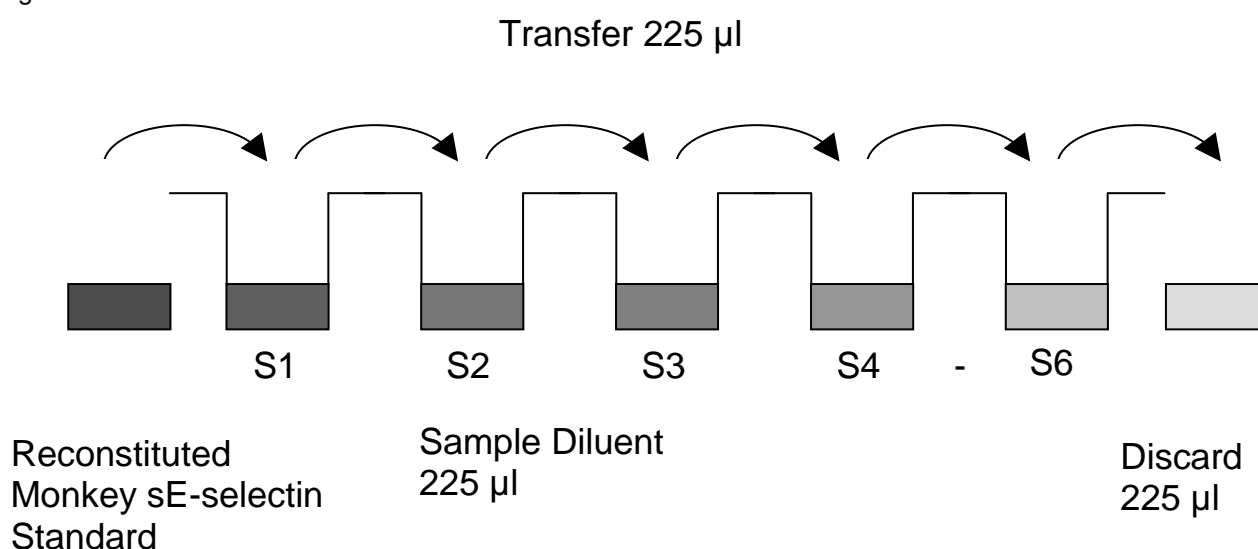 Transfer 225 µl
S1 S2 S3 S4 - S6
Reconstituted
Monkey sE-selectin
Standard
Sample Diluent
225 µl
Discard
225 µl